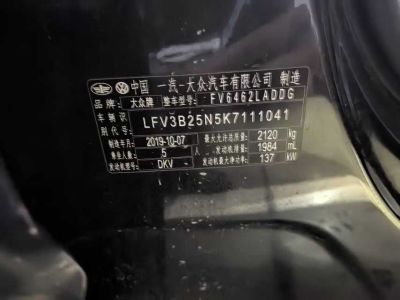 中国 一汽-大众汽车有限公司 制造
品牌 大众牌 整车型号 FV6462LADDG
车辆识别代号 LFV3B25N5K7111041
制造年月 2019-10-07 最大允许总质量 2120 kg
乘坐人数 5 发动机排量 1984 mL
发动机型号 DKV 发动机最大净功率 137 kW